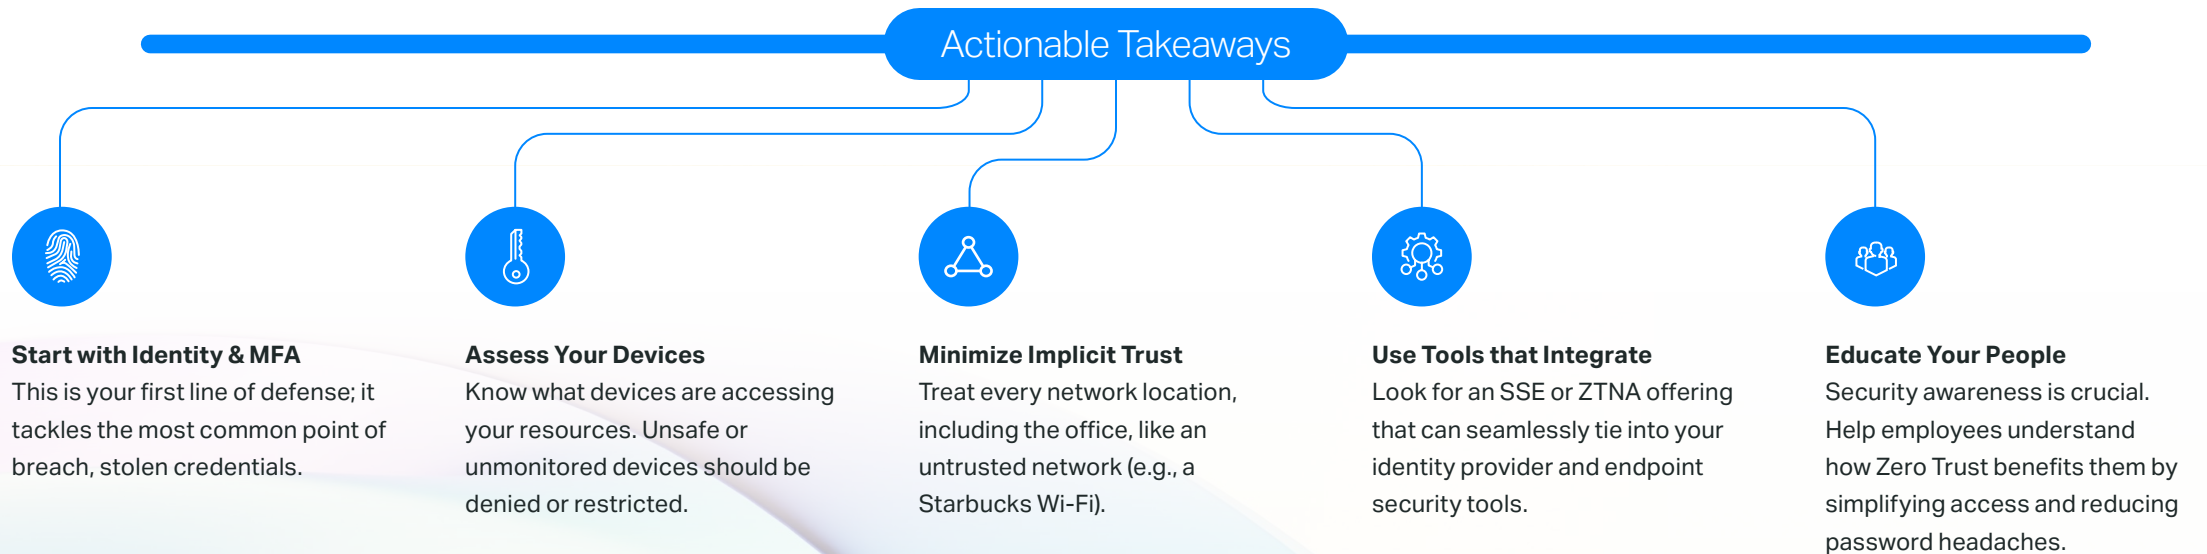 Actionable Takeaways
Start with Identity & MFA
This is your first line of defense; it
tackles the most common point of
breach, stolen credentials.
Assess Your Devices
Know what devices are accessing
your resources. Unsafe or
unmonitored devices should be
denied or restricted.
Minimize Implicit Trust
Treat every network location,
including the office, like an
untrusted network (e.g., a
Starbucks Wi-Fi).
Use Tools that Integrate
Look for an SSE or ZTNA offering
that can seamlessly tie into your
identity provider and endpoint
security tools.
Educate Your People
Security awareness is crucial.
Help employees understand
how Zero Trust benefits them by
simplifying access and reducing
password headaches.